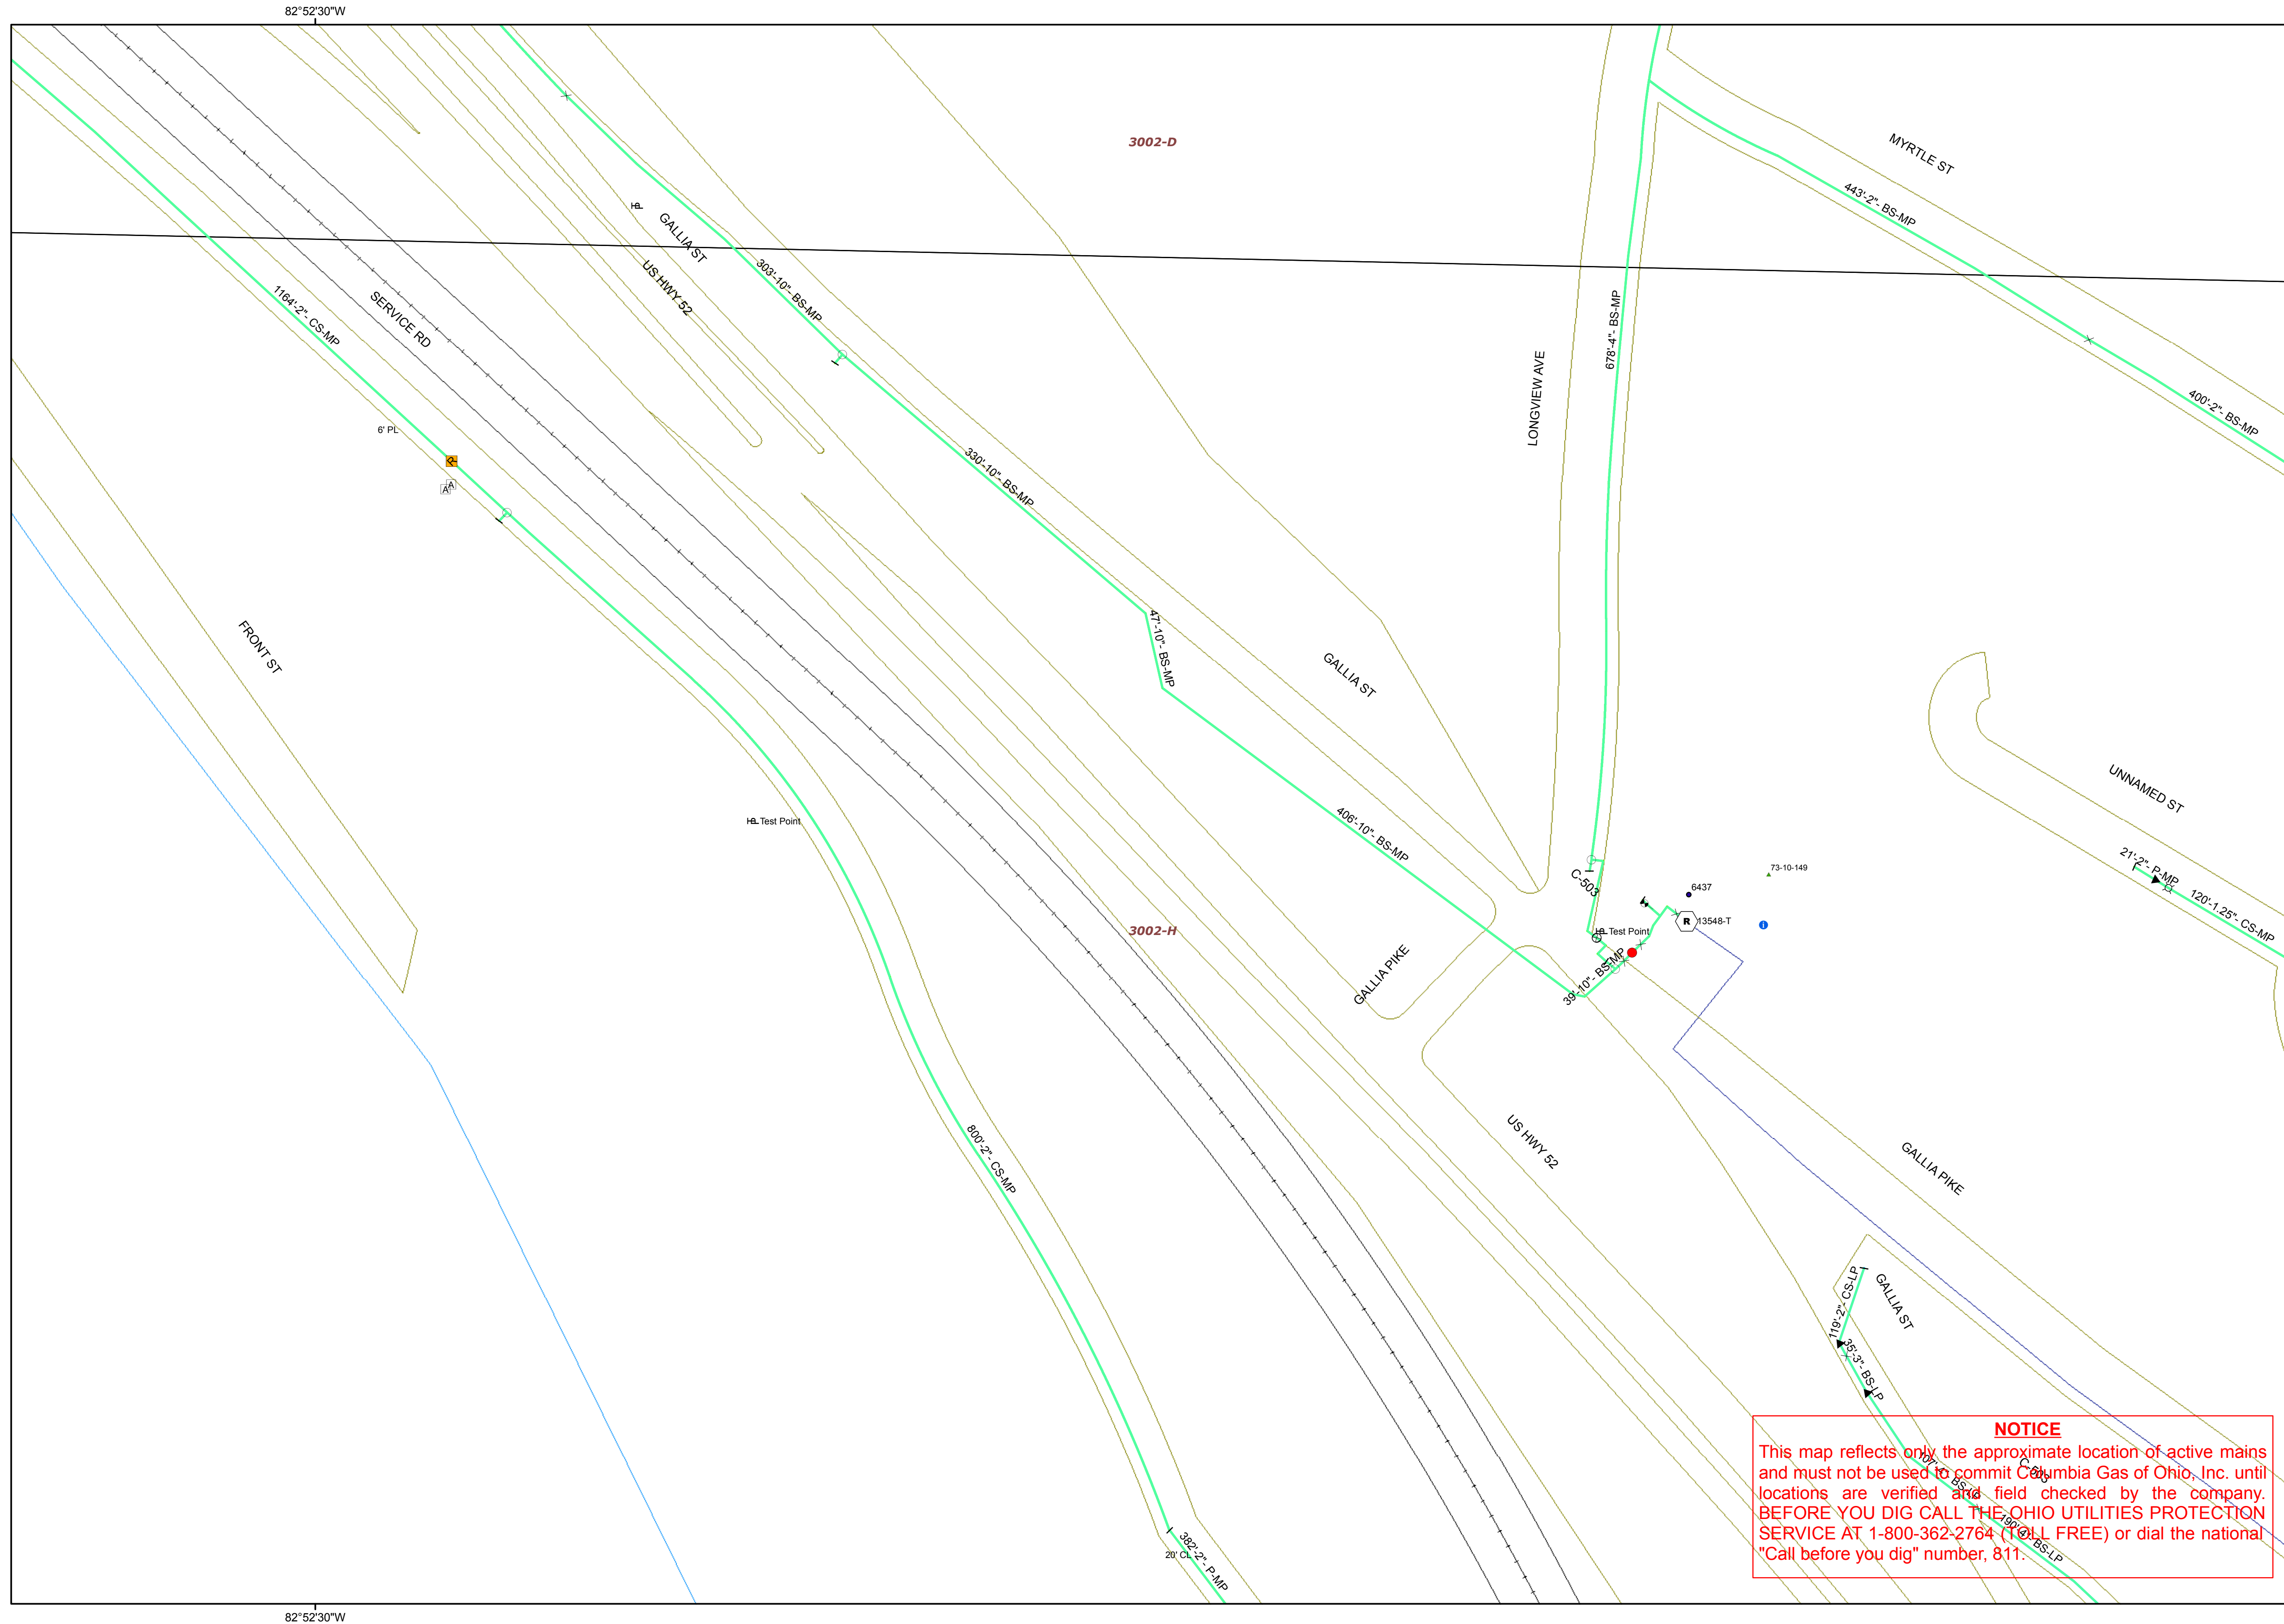 82°52'30"W
3002-D
MYRTLE ST
443'-2"- BS-MP
GALLIA ST
US HWY 52
303'-10"- BS-MP
1164'-2"- CS-MP
SERVICE RD
678'-4"- BS-MP
LONGVIEW AVE
400'-2"- BS-MP
6' PL
A
A
330'-10"- BS-MP
FRONT ST
47'-10"- BS-MP
GALLIA ST
UNNAMED ST
Test Point
406'-10"- BS-MP
C-503
73-10-149
6437
21'-2"- P-MP
120'-1.25"- CS-MP
R
13548-T
3002-H
Test Point
GALLIA PIKE
39'-10"- BS-MP
800'-2"- CS-MP
US HWY 52
GALLIA PIKE
119'-2"- CS-LP
GALLIA ST
35'-3"- BS-LP
NOTICE
This map reflects only the approximate location of active mains
and must not be used to commit Columbia Gas of Ohio, Inc. until
locations are verified and field checked by the company.
BEFORE YOU DIG CALL THE OHIO UTILITIES PROTECTION
SERVICE AT 1-800-362-2764 (TOLL FREE) or dial the national
"Call before you dig" number, 811.
C-503
190'-4"- BS-LP
20' CL
382'-2"- P-MP
82°52'30"W